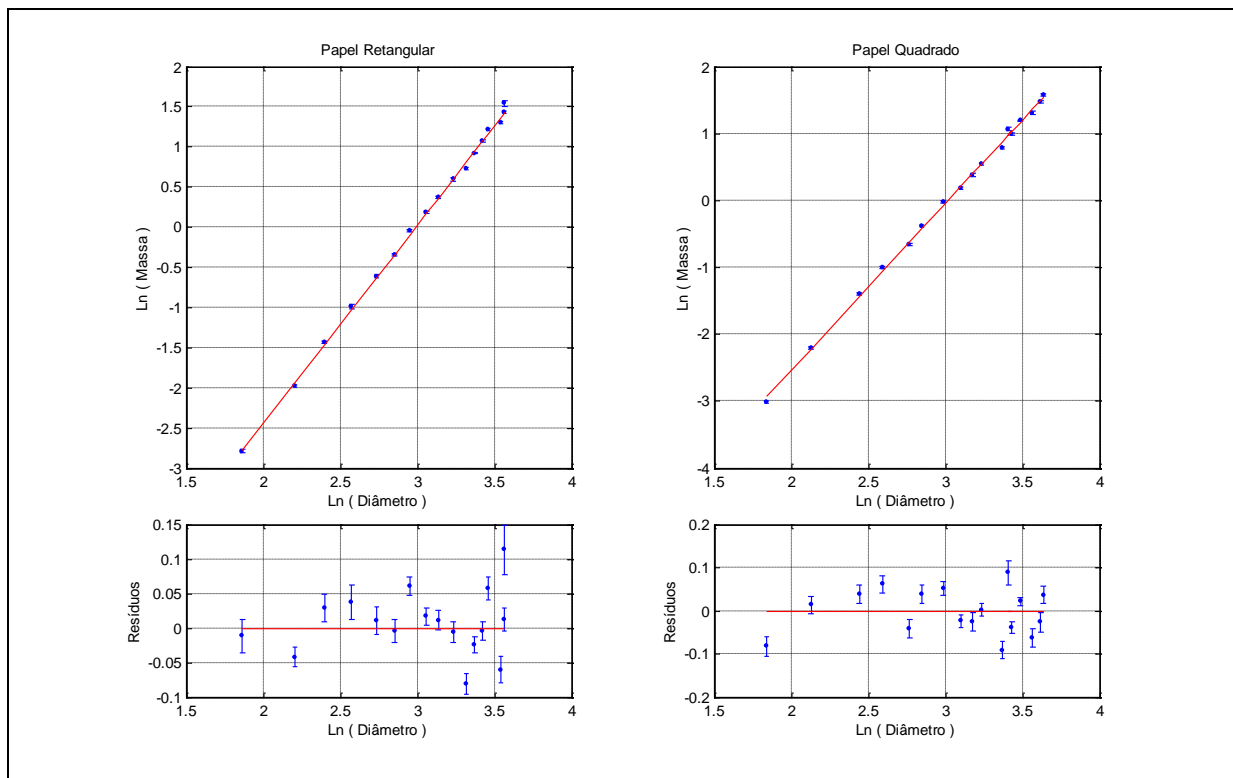 Papel Retangular
2
1.5
1
0.5
0
-0.5
-1
-1.5
-2
-2.5
-3
Ln ( Massa )
1.5 2 2.5 3 3.5 4
Ln ( Diâmetro )
Papel Quadrado
2
1
0
-1
-2
-3
-4
Ln ( Massa )
1.5 2 2.5 3 3.5 4
Ln ( Diâmetro )
0.15
0.1
0.05
0
-0.05
-0.1
Resíduos
1.5 2 2.5 3 3.5 4
Ln ( Diâmetro )
0.2
0.1
0
-0.1
-0.2
Resíduos
1.5 2 2.5 3 3.5 4
Ln ( Diâmetro )